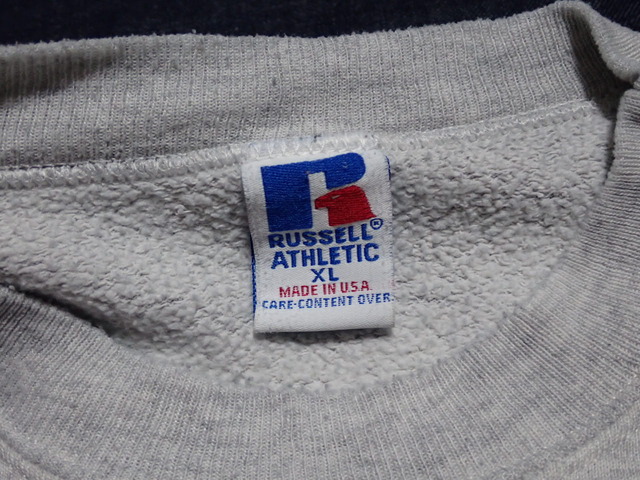 R
RUSSELL®
ATHLETIC
XL
MADE IN U.S.A.
CARE-CONTENT OVER